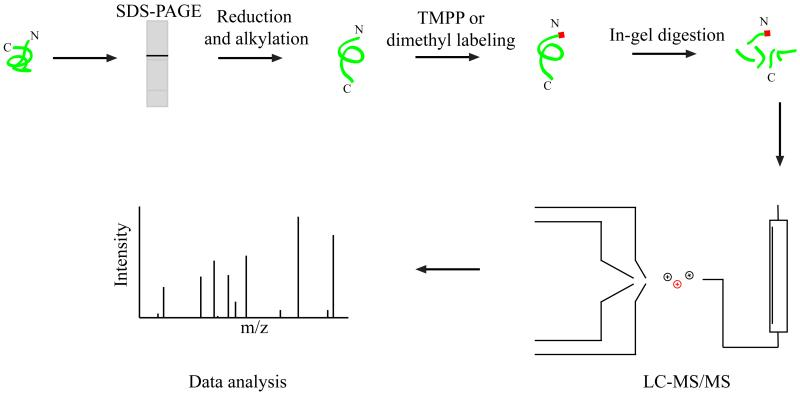 SDS-PAGE
Reduction
and alkylation
TMPP or
dimethyl labeling
In-gel digestion
C
N
N
C
N
C
N
C
Intensity
m/z
Data analysis
+
+
+
LC-MS/MS